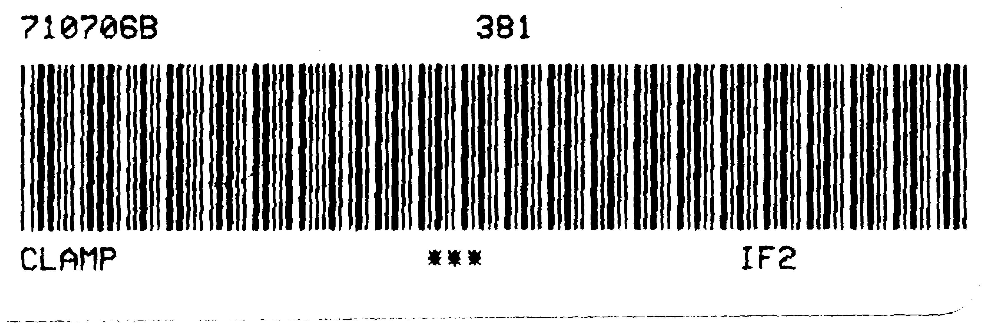 710706B 381
CLAMP *** IF2